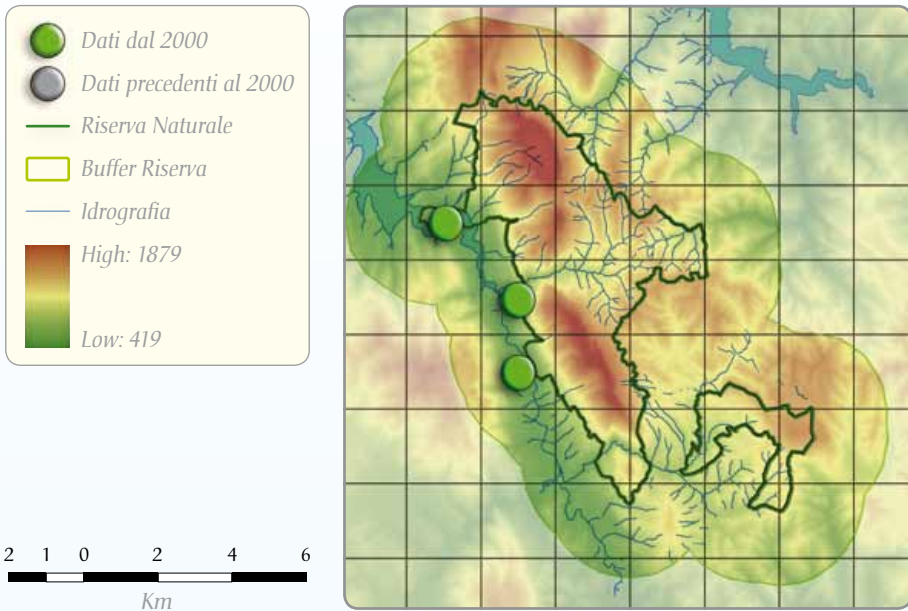 Dati dal 2000
Dati precedenti al 2000
Riserva Naturale
Buffer Riserva
Idrografia
High: 1879
Low: 419
2 1 0 2 4 6
Km